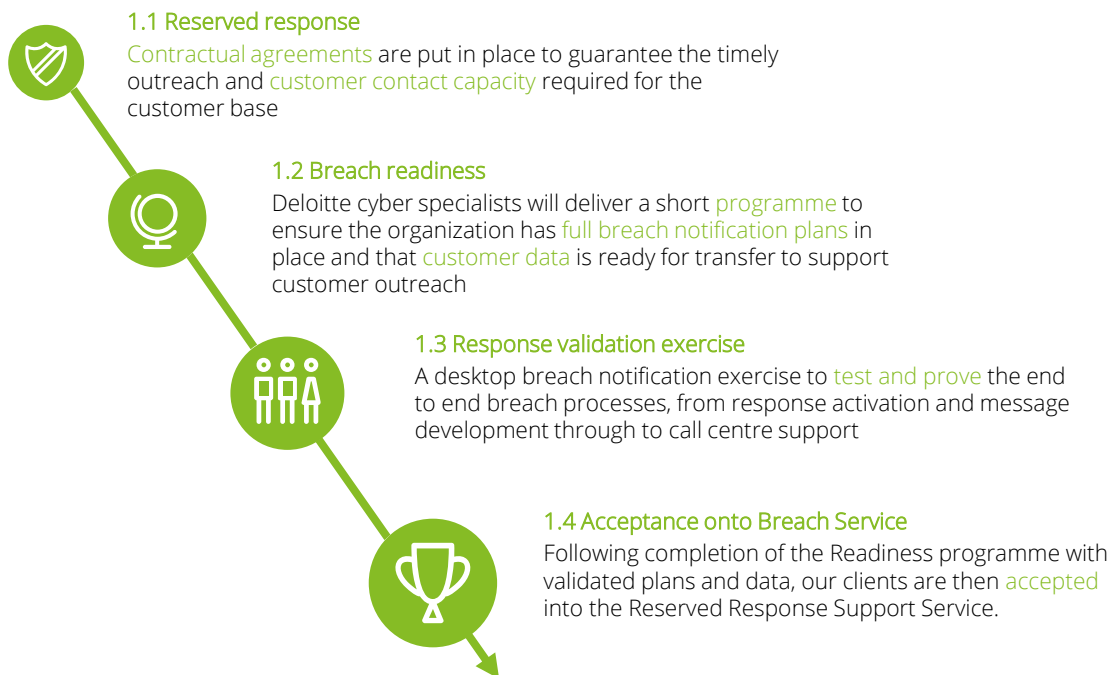 1.1 Reserved response
Contractual agreements are put in place to guarantee the timely
outreach and customer contact capacity required for the
customer base
1.2 Breach readiness
Deloitte cyber specialists will deliver a short programme to
ensure the organization has full breach notification plans in
place and that customer data is ready for transfer to support
customer outreach
1.3 Response validation exercise
A desktop breach notification exercise to test and prove the end
to end breach processes, from response activation and message
development through to call centre support
1.4 Acceptance onto Breach Service
Following completion of the Readiness programme with
validated plans and data, our clients are then accepted
into the Reserved Response Support Service.